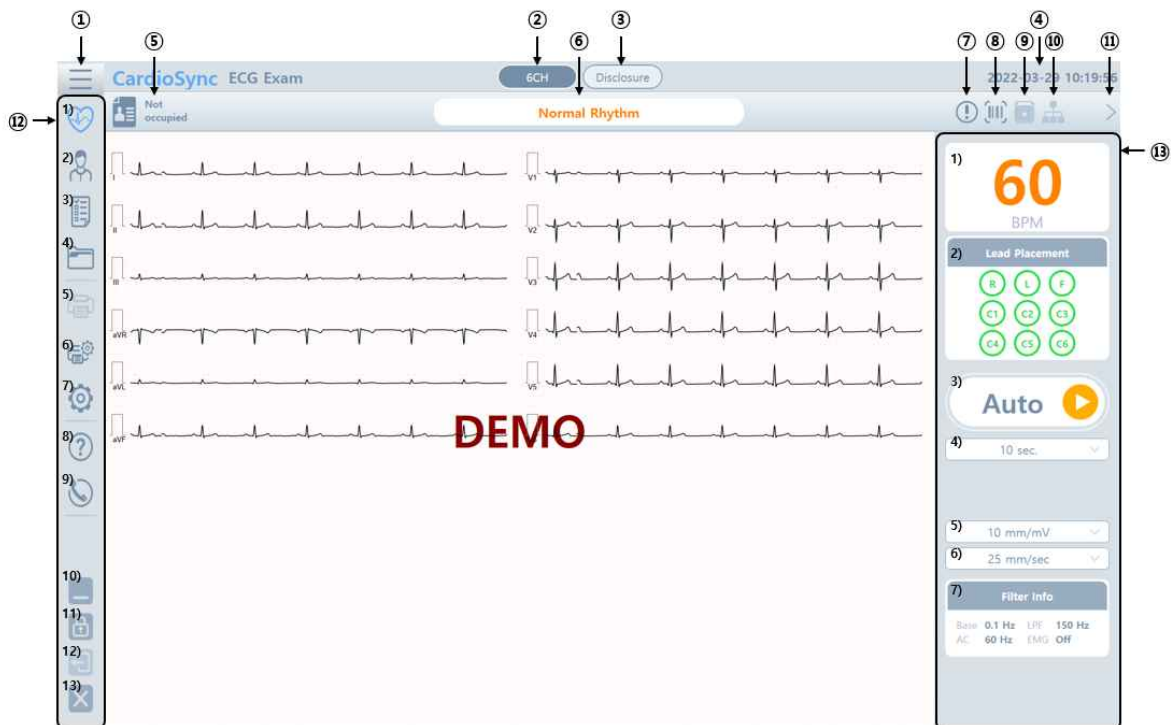 ① ② ③ ④
⑤ ⑥ ⑦ ⑧ ⑨ ⑩ ⑪
CardioSync ECG Exam 6CH Disclosure 2022-03-29 10:19:56
Not
occupied
Normal Rhythm
⑫
⑬
1)
2)
3)
4)
5)
6)
7)
8)
9)
10)
11)
12)
13)
I
II
III
aVR
aVL
aVF
V1
V2
V3
V4
V5
DEMO
1)
60
BPM
2) Lead Placement
R L F
C1 C2 C3
C4 C5 C6
3)
Auto
4) 10 sec.
5) 10 mm/mV
6) 25 mm/sec
7) Filter Info
Base 0.1 Hz LPF 150 Hz
AC 60 Hz EMG Off